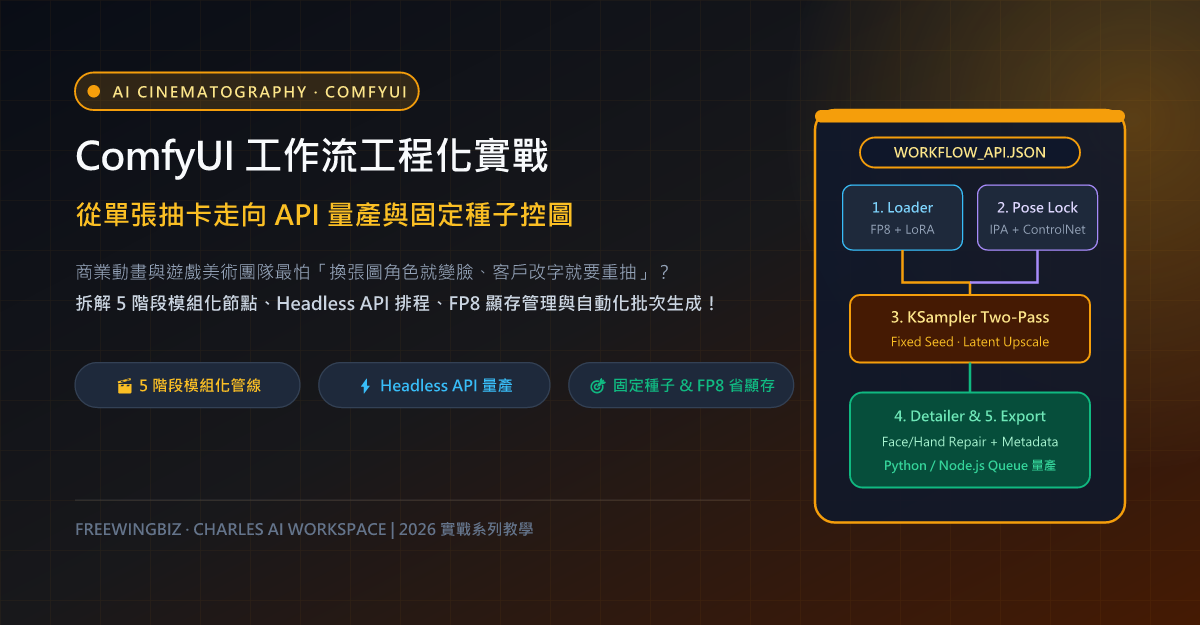 AI CINEMATOGRAPHY · COMFYUI
ComfyUI 工作流工程化實戰
從單張抽卡走向 API 量產與固定種子控圖
商業動畫與遊戲美術團隊最怕「換張圖角色就變臉、客戶改字就要重抽」？
拆解 5 階段模組化節點、Headless API 排程、FP8 顯存管理與自動化批次生成！
5 階段模組化管線
Headless API 量產
固定種子 & FP8 省顯存
FREEWINGBIZ · CHARLES AI WORKSPACE | 2026 實戰系列教學
WORKFLOW_API.JSON
1. Loader
FP8 + LoRA
2. Pose Lock
IPA + ControlNet
3. KSampler Two-Pass
Fixed Seed · Latent Upscale
4. Detailer & 5. Export
Face/Hand Repair + Metadata
Python / Node.js Queue 量產